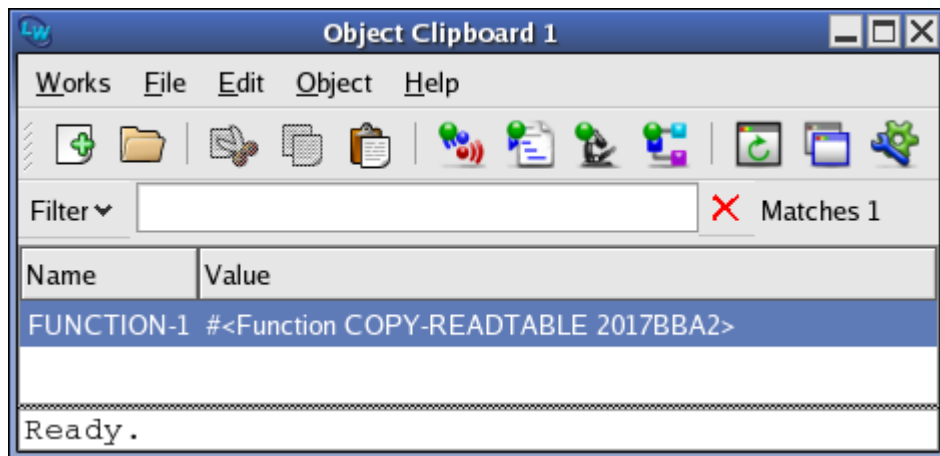 LW Object Clipboard 1
Works File Edit Object Help
Filter Matches 1
Name Value
FUNCTION-1 #<Function COPY-READTABLE 2017BBA2>
Ready.